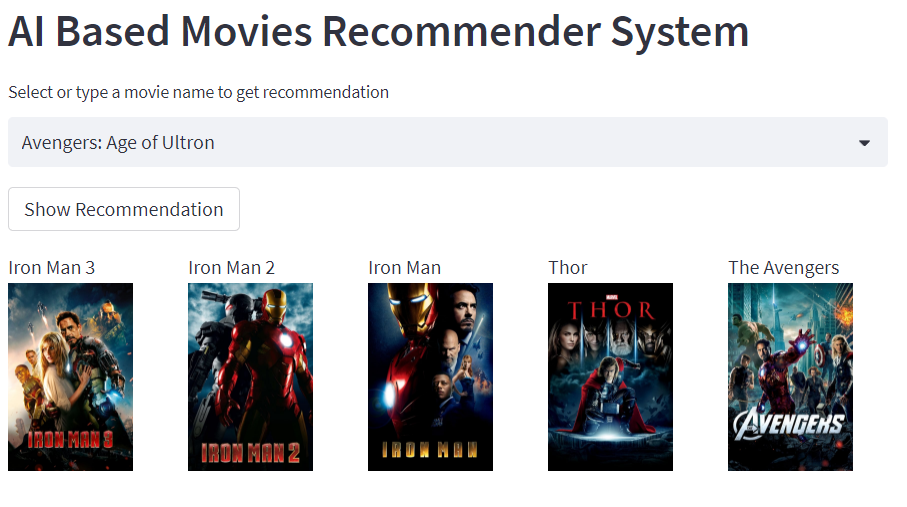 AI Based Movies Recommender System
Select or type a movie name to get recommendation
Avengers: Age of Ultron
Show Recommendation
Iron Man 3
Iron Man 2
Iron Man
Thor
The Avengers
IRON MAN 3
IRON MAN 2
IRON MAN
MARVEL
THOR
AVENGERS